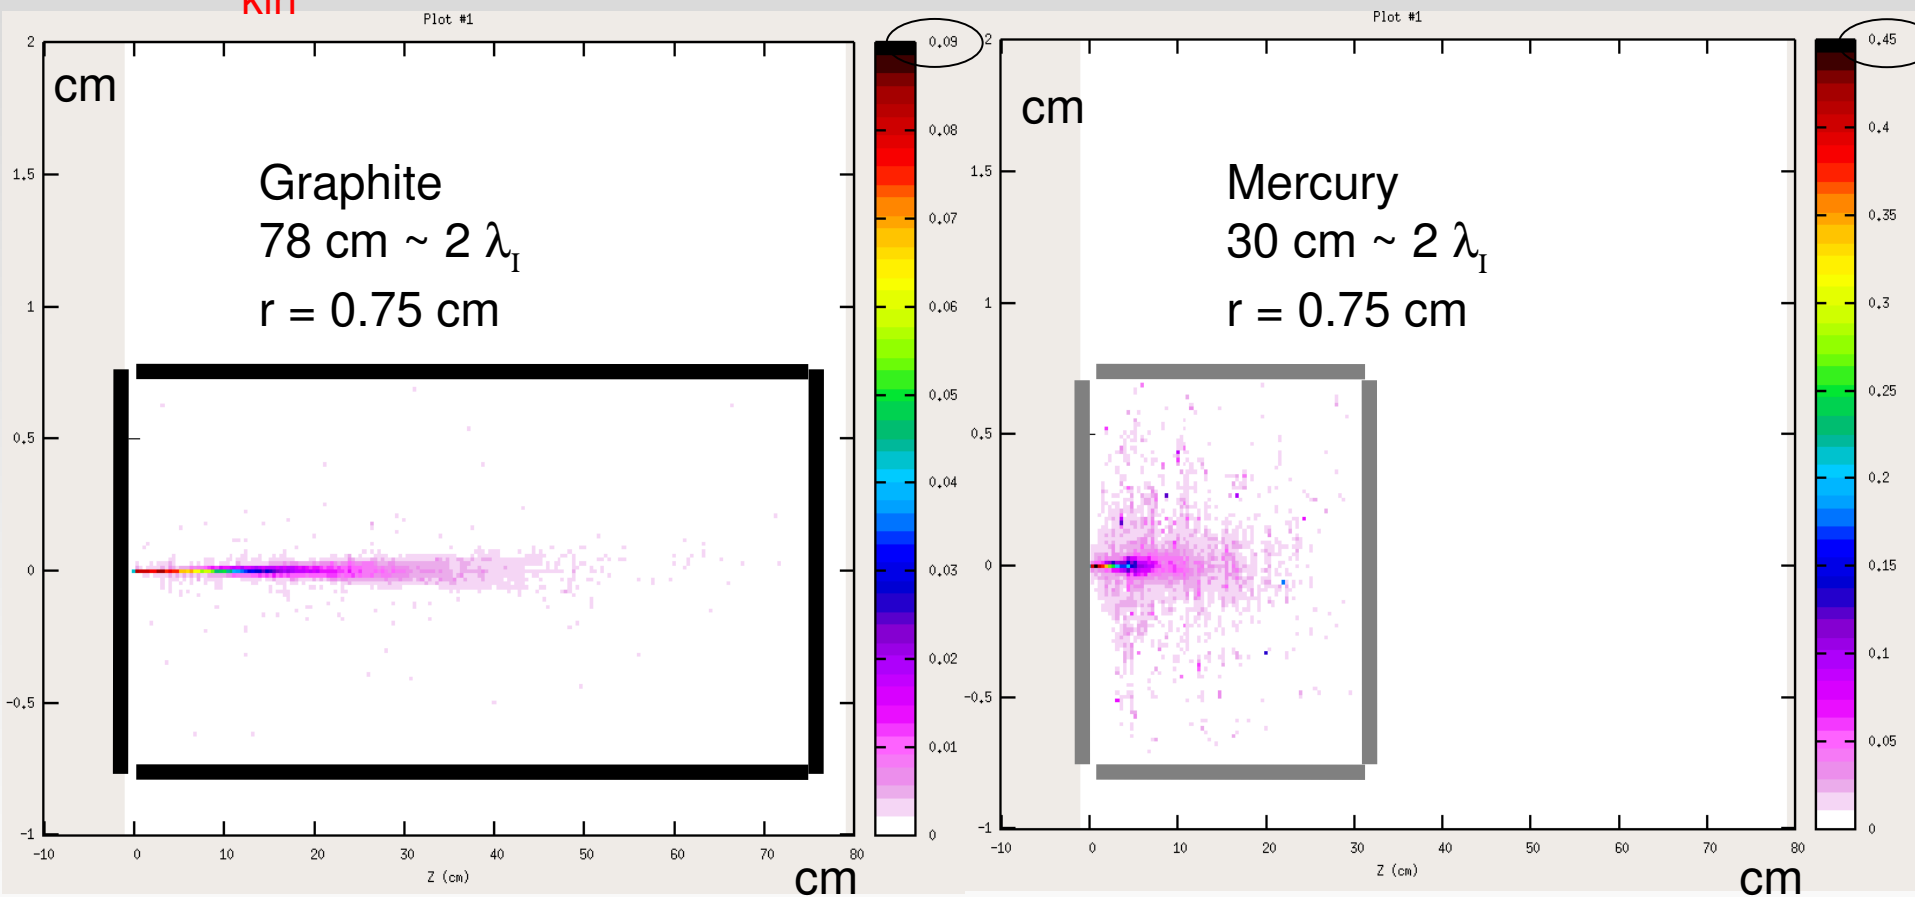 Plot #1
2
cm
1.5
1
0.5
0
-0.5
-1
Graphite
78 cm ~ 2 λI
r = 0.75 cm
-10 0 10 20 30 40 50 60 70 80
Z (cm)
cm
0.09
0.08
0.07
0.06
0.05
0.04
0.03
0.02
0.01
0
Plot #1
2
cm
1.5
1
0.5
0
-0.5
-1
Mercury
30 cm ~ 2 λI
r = 0.75 cm
-10 0 10 20 30 40 50 60 70 80
Z (cm)
cm
0.45
0.4
0.35
0.3
0.25
0.2
0.15
0.1
0.05
0